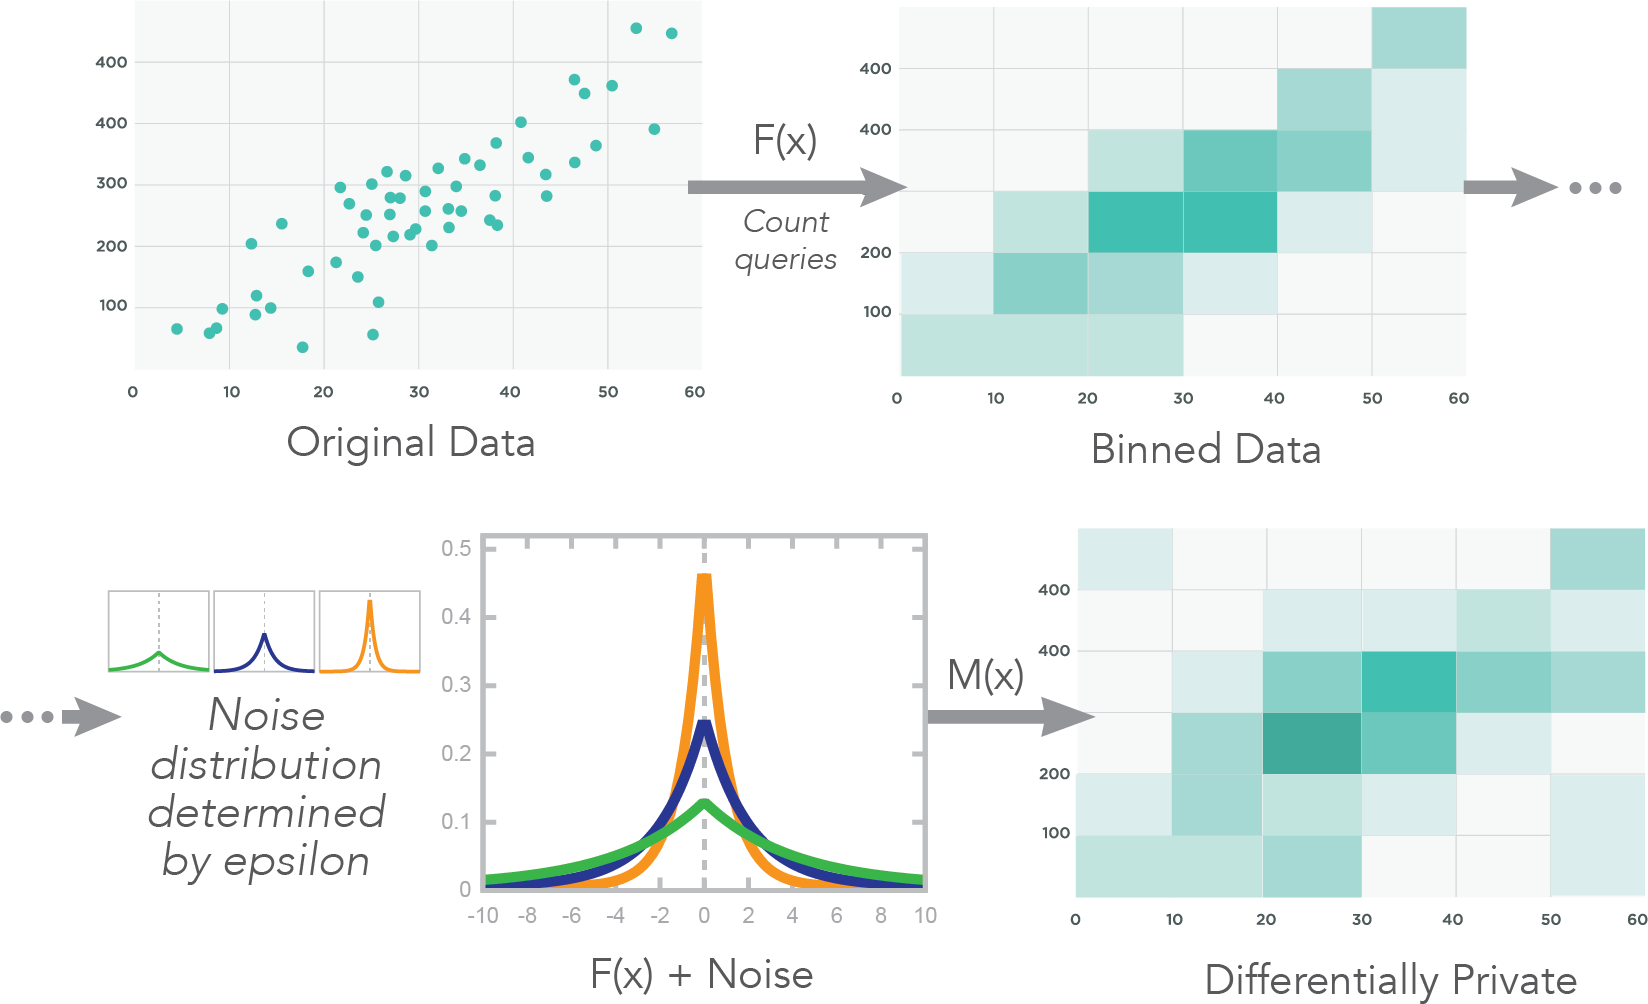 400
400
300
200
100
0 10 20 30 40 50 60
Original Data
F(x)
Count
queries
400
400
200
100
0 10 20 30 40 50 60
Binned Data
Noise
distribution
determined
by epsilon
0.5
0.4
0.3
0.2
0.1
0
-10 -8 -6 -4 -2 0 2 4 6 8 10
F(x) + Noise
M(x)
400
400
200
100
0 10 20 30 40 50 60
Differentially Private